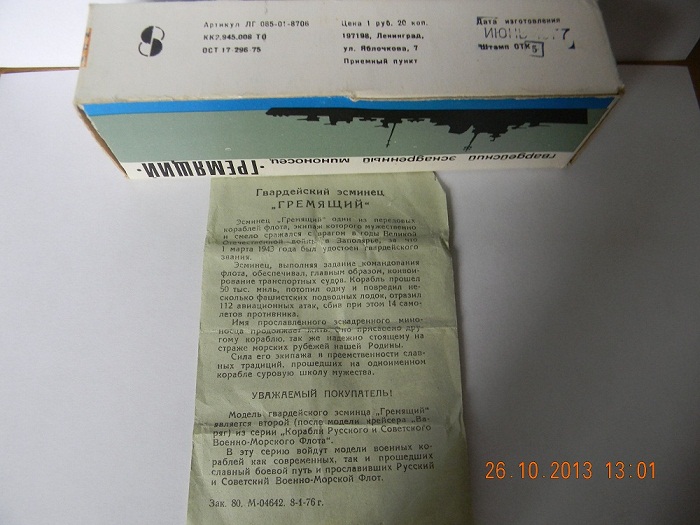 Артикул ЛГ 085-01-8706
КК2.945.006 ТФ
ОСТ 17-296-75
Цена 1 руб. 20 коп.
197198, Ленинград,
ул. Яблочкова, 7
Приемный пункт
Дата изготовления
ИЮНЬ 7
Штамп ОТК 5
гвардейский эскадренный миноносец
·ГРЕМЯЩИЙ·
Гвардейский эсминец
„ГРЕМЯЩИЙ“
Эсминец „Гремящий“ один из передовых
кораблей флота, экипаж которого мужественно
и смело сражался с врагом в годы Великой
Отечественной войны в Заполярье, за что
1 марта 1943 года был удостоен гвардейского
звания.
Эсминец, выполняя задание командования
флота, обеспечивал, главным образом, конвои-
рование транспортных судов. Корабль прошел
50 тыс. миль, потопил одну и повредил не-
сколько фашистских подводных лодок, отразил
112 авиационных атак, сбив при этом 14 само-
летов противника.
Имя прославленного эскадренного мино-
носца продолжает жить. Оно присвоено дру-
гому кораблю, так же надежно стоящему на
страже морских рубежей нашей Родины.
Сила его экипажа в преемственности слав-
ных традиций, прошедших на одноименном
корабле суровую школу мужества.
УВАЖАЕМЫЙ ПОКУПАТЕЛЬ!
Модель гвардейского эсминца „Гремящий“
является второй (после модели крейсера „Ва-
ряг“) из серии „Корабли Русского и Советского
Военно-Морского Флота“.
В эту серию войдут модели военных ко-
раблей как современных, так и прошедших
славный боевой путь и прославивших Русский
и Советский Военно-Морской Флот.
Зак. 80. М-04642. 8-1-76 г.
26.10.2013 13:01